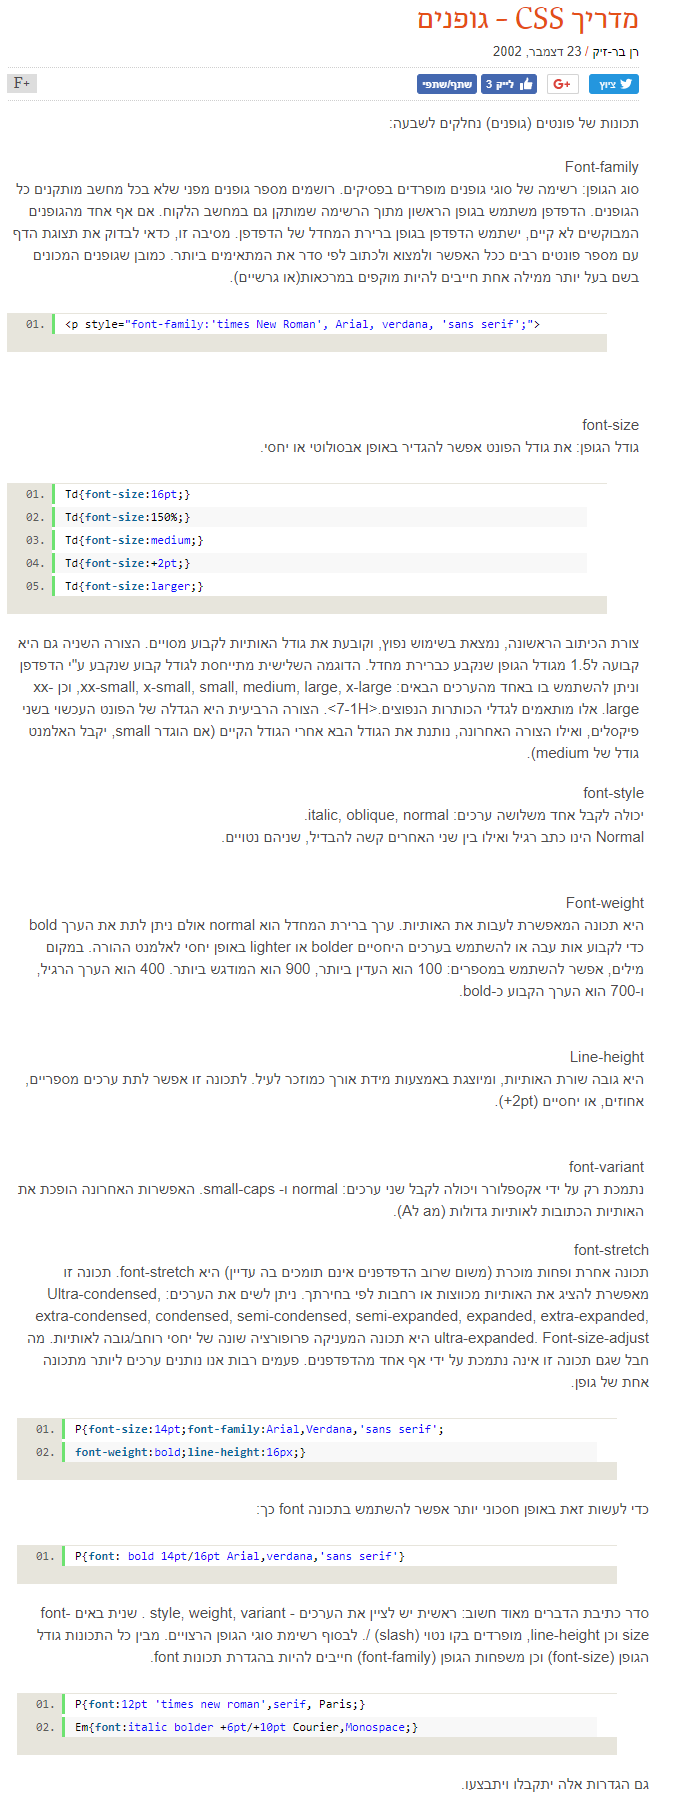 מדריך CSS – גופנים
רן בר-זיק / 23 דצמבר, 2002
ציוץ G+ לייק 3 שתף/שתפי F+
תכונות של פונטים (גופנים) נחלקים לשבעה:
Font-family
סוג הגופן: רשימה של סוגי גופנים מופרדים בפסיקים. רושמים מספר גופנים מפני שלא בכל מחשב מותקנים כל
הגופנים. הדפדפן משתמש בגופן הראשון מתוך הרשימה שמותקן גם במחשב הלקוח. אם אף אחד מהגופנים
המבוקשים לא קיים, ישתמש הדפדפן בגופן ברירת המחדל של הדפדפן. מסיבה זו, כדאי לבדוק את תצוגת הדף
עם מספר פונטים רבים ככל האפשר ולמצוא ולכתוב לפי סדר את המתאימים ביותר. כמובן שגופנים המכונים
בשם בעל יותר ממילה אחת חייבים להיות מוקפים במרכאות(או גרשיים).
01. <p style="font-family:'times New Roman', Arial, verdana, 'sans serif';">
font-size
גודל הגופן: את גודל הפונט אפשר להגדיר באופן אבסולוטי או יחסי.
01. Td{font-size:16pt;}
02. Td{font-size:150%;}
03. Td{font-size:medium;}
04. Td{font-size:+2pt;}
05. Td{font-size:larger;}
צורת הכיתוב הראשונה, נמצאת בשימוש נפוץ, וקובעת את גודל האותיות לקבוע מסויים. הצורה השניה גם היא
קבועה ל1.5 מגודל הגופן שנקבע כברירת מחדל. הדוגמה השלישית מתייחסת לגודל קבוע שנקבע ע"י הדפדפן
וניתן להשתמש בו באחד מהערכים הבאים: xx-small, x-small, small, medium, large, x-large, וכן xx-
large. אלו מותאמים לגדלי הכותרות הנפוצים.<7-1H>. הצורה הרביעית היא הגדלה של הפונט העכשוי בשני
פיקסלים, ואילו הצורה האחרונה, נותנת את הגודל הבא אחרי הגודל הקיים (אם הוגדר small, יקבל האלמנט
גודל של medium).
font-style
יכולה לקבל אחד משלושה ערכים: italic, oblique, normal.
Normal הינו כתב רגיל ואילו בין שני האחרים קשה להבדיל, שניהם נטויים.
Font-weight
היא תכונה המאפשרת לעבות את האותיות. ערך ברירת המחדל הוא normal אולם ניתן לתת את הערך bold
כדי לקבוע אות עבה או להשתמש בערכים היחסיים bolder או lighter באופן יחסי לאלמנט ההורה. במקום
מילים, אפשר להשתמש במספרים: 100 הוא העדין ביותר, 900 הוא המודגש ביותר. 400 הוא הערך הרגיל,
ו-700 הוא הערך הקבוע כ-bold.
Line-height
היא גובה שורת האותיות, ומיוצגת באמצעות מידת אורך כמוזכר לעיל. לתכונה זו אפשר לתת ערכים מספריים,
אחוזים, או יחסיים (2pt+).
font-variant
נתמכת רק על ידי אקספלורר ויכולה לקבל שני ערכים: normal ו- small-caps. האפשרות האחרונה הופכת את
האותיות הכתובות לאותיות גדולות (מa לA).
font-stretch
תכונה אחרת ופחות מוכרת (משום שרוב הדפדפנים אינם תומכים בה עדיין) היא font-stretch. תכונה זו
מאפשרת להציג את האותיות מכווצות או רחבות לפי בחירתך. ניתן לשים את הערכים: Ultra-condensed,
extra-condensed, condensed, semi-condensed, semi-expanded, expanded, extra-expanded,
ultra-expanded. Font-size-adjust היא תכונה המעניקה פרופורציה שונה של יחסי רוחב/גובה לאותיות. מה
חבל שגם תכונה זו אינה נתמכת על ידי אף אחד מהדפדפנים. פעמים רבות אנו נותנים ערכים ליותר מתכונה
אחת של גופן.
01. P{font-size:14pt;font-family:Arial,Verdana,'sans serif';
02. font-weight:bold;line-height:16px;}
כדי לעשות זאת באופן חסכוני יותר אפשר להשתמש בתכונה font כך:
01. P{font: bold 14pt/16pt Arial,verdana,'sans serif'}
סדר כתיבת הדברים מאוד חשוב: ראשית יש לציין את הערכים - style, weight, variant . שנית באים font-
size וכן line-height, מופרדים בקו נטוי (slash) /. לבסוף רשימת סוגי הגופן הרצויים. מבין כל התכונות גודל
הגופן (font-size) וכן משפחות הגופן (font-family) חייבים להיות בהגדרת תכונות font.
01. P{font:12pt 'times new roman',serif, Paris;}
02. Em{font:italic bolder +6pt/+10pt Courier,Monospace;}
גם הגדרות אלה יתקבלו ויתבצעו.